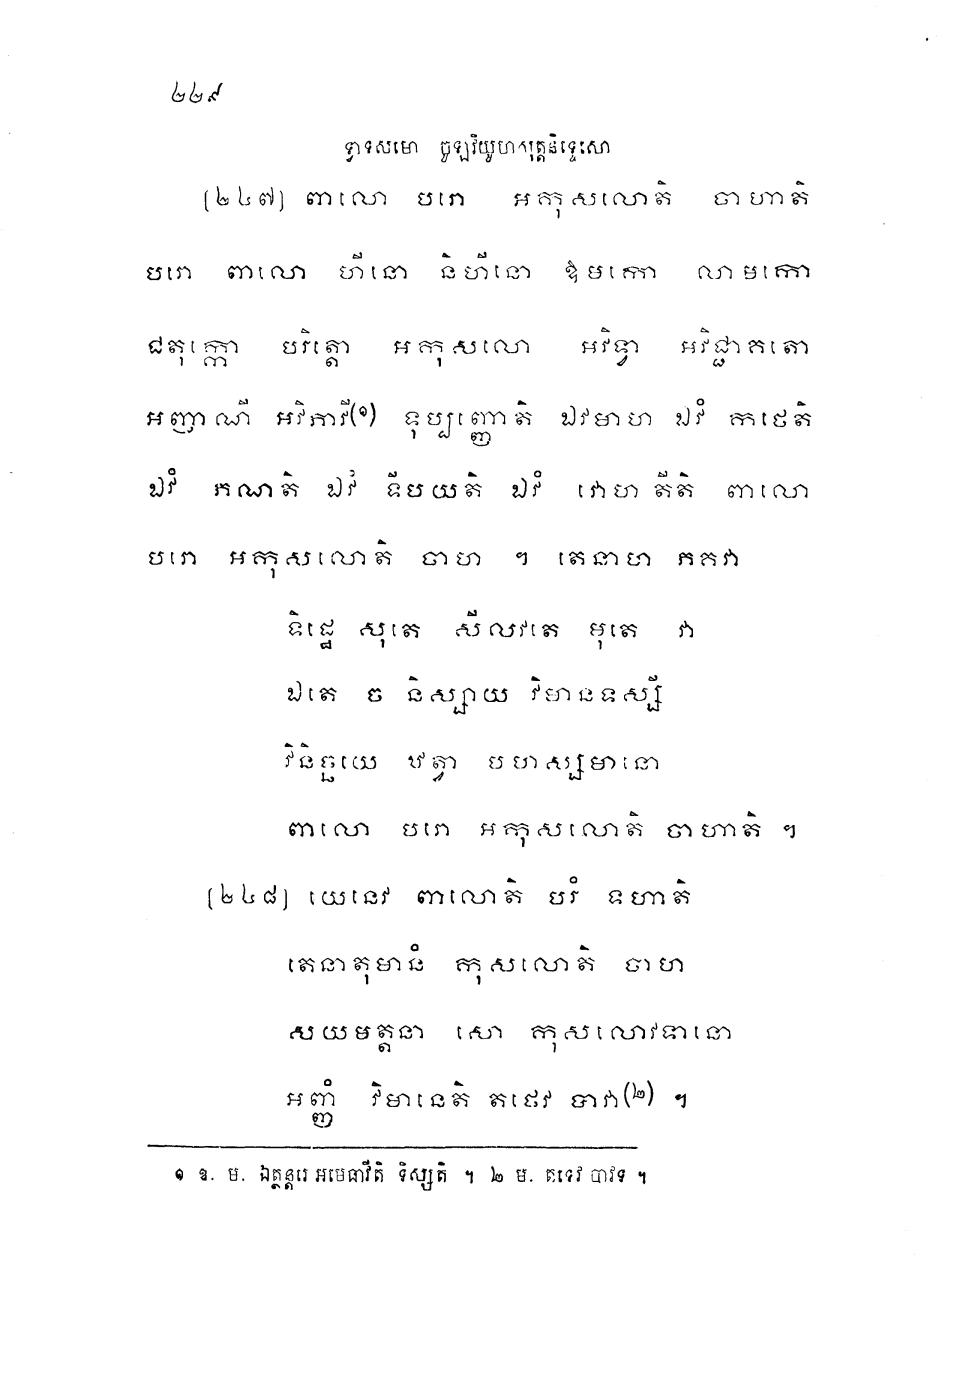 ២២៩
ទ្វាទសមោ ចូឡវិយូហសុត្តនិទ្ទេសោ
(២៤៧) ពាលោ បរោ អកុសលោតិ ចាហាតិ
បរោ ពាលោ ហីនោ និហីនោ ឱមកោ លាមកោ
ជតុក្កោ បរិត្តោ អកុសលោ អវិទ្វា អវិជ្ជាគតោ
អញាណី អវិភាវី(១) ទុប្បញ្ញោតិ ឯវមាហ ឯវំ កថេតិ
ឯវំ ភណតិ ឯវំ ទីបយតិ ឯវំ វោហរតីតិ ពាលោ
បរោ អកុសលោតិ ចាហ ។ តេនាហ ភគវា
ទិដ្ឋេ សុតេ សីលវតេ មុតេ វា
ឯតេ ច និស្សាយ វិមានទស្សី
វិនិច្ឆយេ ឋត្វា បហស្សមានោ
ពាលោ បរោ អកុសលោតិ ចាហាតិ ។
(២៤៨) យេនេវ ពាលោតិ បរំ ទហាតិ
តេនាតុមានំ កុសលោតិ ចាហ
សយមត្តនា សោ កុសលោវទានោ
អញ្ញំ វិមានេតិ តថេវ ចាវា(២) ។
១ ឧ. ម. ឯត្ថន្តរេ អមេធាវីតិ ទិស្សតិ ។ ២ ម. តទេវ បាវទ ។